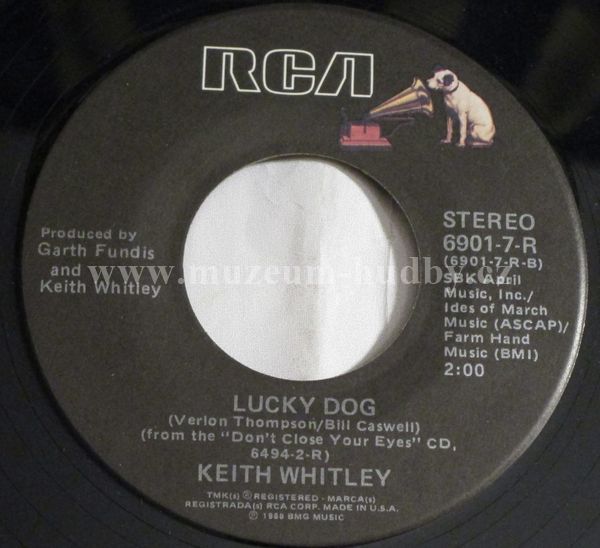 RCA
Produced by
Garth Fundis
and
Keith Whitley
STEREO
6901-7-R
(6901-7-R-B)
SBK April
Music, Inc./
Ides of March
Music (ASCAP)/
Farm Hand
Music (BMI)
2:00
www.muzeum-hudby.cz
LUCKY DOG
(Verlon Thompson/Bill Caswell)
(from the "Don't Close Your Eyes" CD,
6494-2-R)
KEITH WHITLEY
TMK(s) ® REGISTERED - MARCA(s)
REGISTRADA(s) RCA CORP. MADE IN U.S.A.
℗ 1988 BMG MUSIC